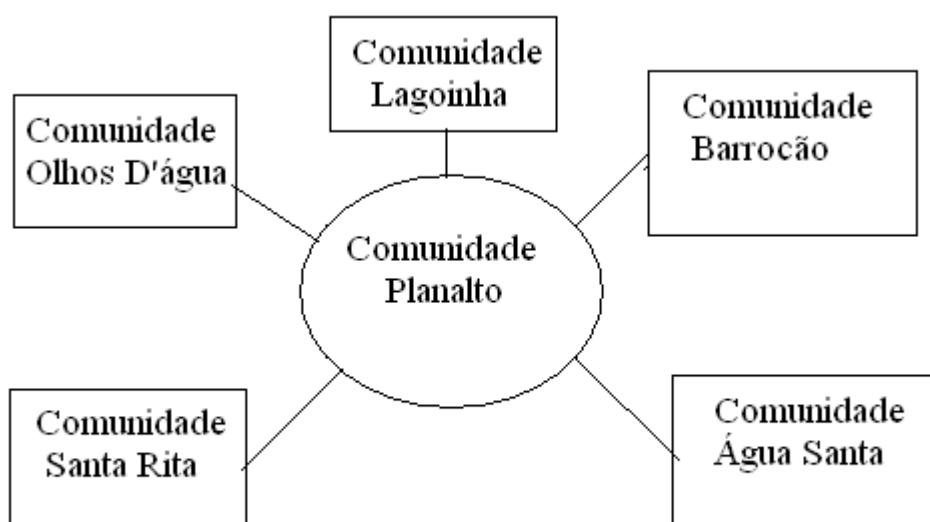 Comunidade
Lagoinha
Comunidade
Olhos D'água
Comunidade
Barrocão
Comunidade
Planalto
Comunidade
Santa Rita
Comunidade
Água Santa